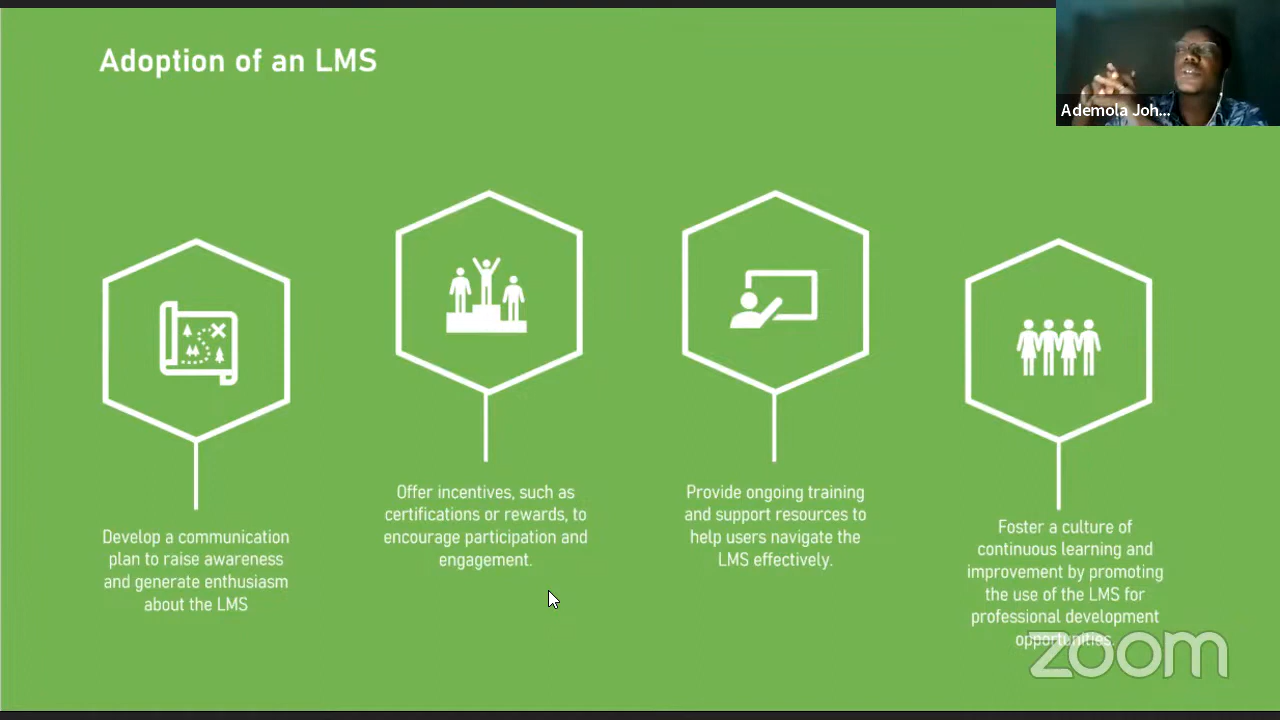 Adoption of an LMS
Ademola Joh...
Develop a communication
plan to raise awareness
and generate enthusiasm
about the LMS
Offer incentives, such as
certifications or rewards, to
encourage participation and
engagement.
Provide ongoing training
and support resources to
help users navigate the
LMS effectively.
Foster a culture of
continuous learning and
improvement by promoting
the use of the LMS for
professional development
opportunities.
zoom